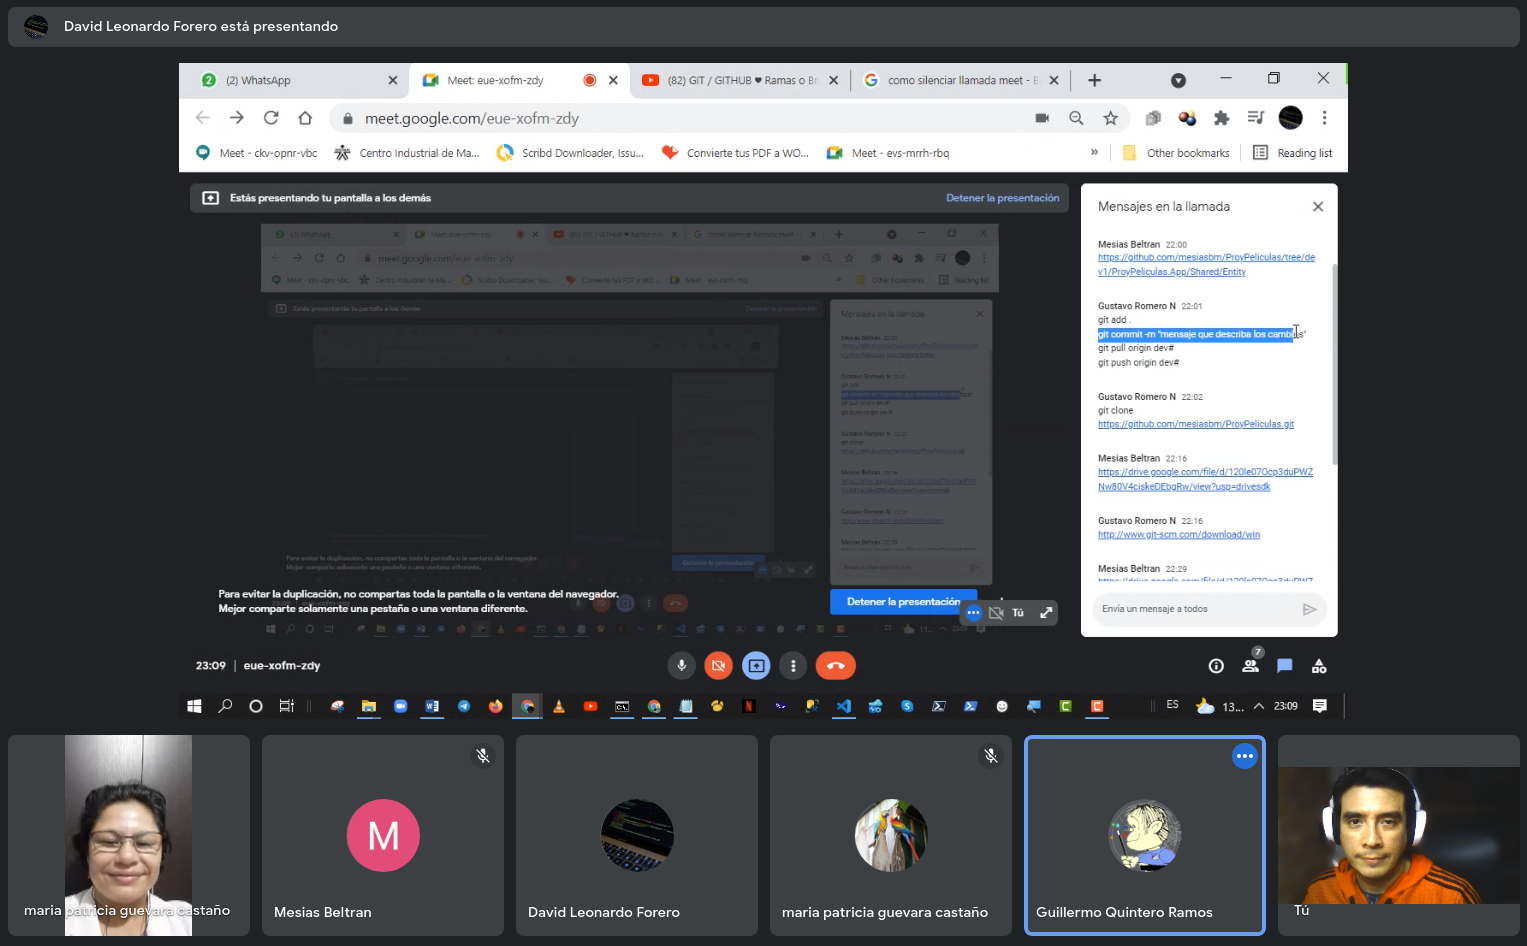 David Leonardo Forero está presentando
(2) WhatsApp
Meet: eue-xofm-zdy
(82) GIT / GITHUB ♥ Ramas o Br
como silenciar llamada meet - B
meet.google.com/eue-xofm-zdy
Meet - ckv-opnr-vbc
Centro Industrial de Ma...
Scribd Downloader, Issu...
Convierte tus PDF a WO...
Meet - evs-mrrh-rbq
»
Other bookmarks
Reading list
Estás presentando tu pantalla a los demás
Detener la presentación
Mensajes en la llamada
Mesias Beltran 22:00
https://github.com/mesiasbm/ProyPeliculas/tree/de
v1/ProyPeliculas.App/Shared/Entity
Gustavo Romero N 22:01
git add .
git commit -m "mensaje que describa los cambios"
git pull origin dev#
git push origin dev#
Gustavo Romero N 22:02
git clone
https://github.com/mesiasbm/ProyPeliculas.git
Mesias Beltran 22:16
https://drive.google.com/file/d/120le07Ocp3duPWZ
Nw80V4ciskeDEbgRw/view?usp=drivesdk
Gustavo Romero N 22:16
http://www.git-scm.com/download/win
Mesias Beltran 22:29
Envía un mensaje a todos
Para evitar la duplicación, no compartas toda la pantalla o la ventana del navegador.
Mejor comparte solamente una pestaña o una ventana diferente.
Detener la presentación
Tú
23:09 | eue-xofm-zdy
7
ES
13...
23:09
maria patricia guevara castaño
M
Mesias Beltran
David Leonardo Forero
maria patricia guevara castaño
Guillermo Quintero Ramos
Tú